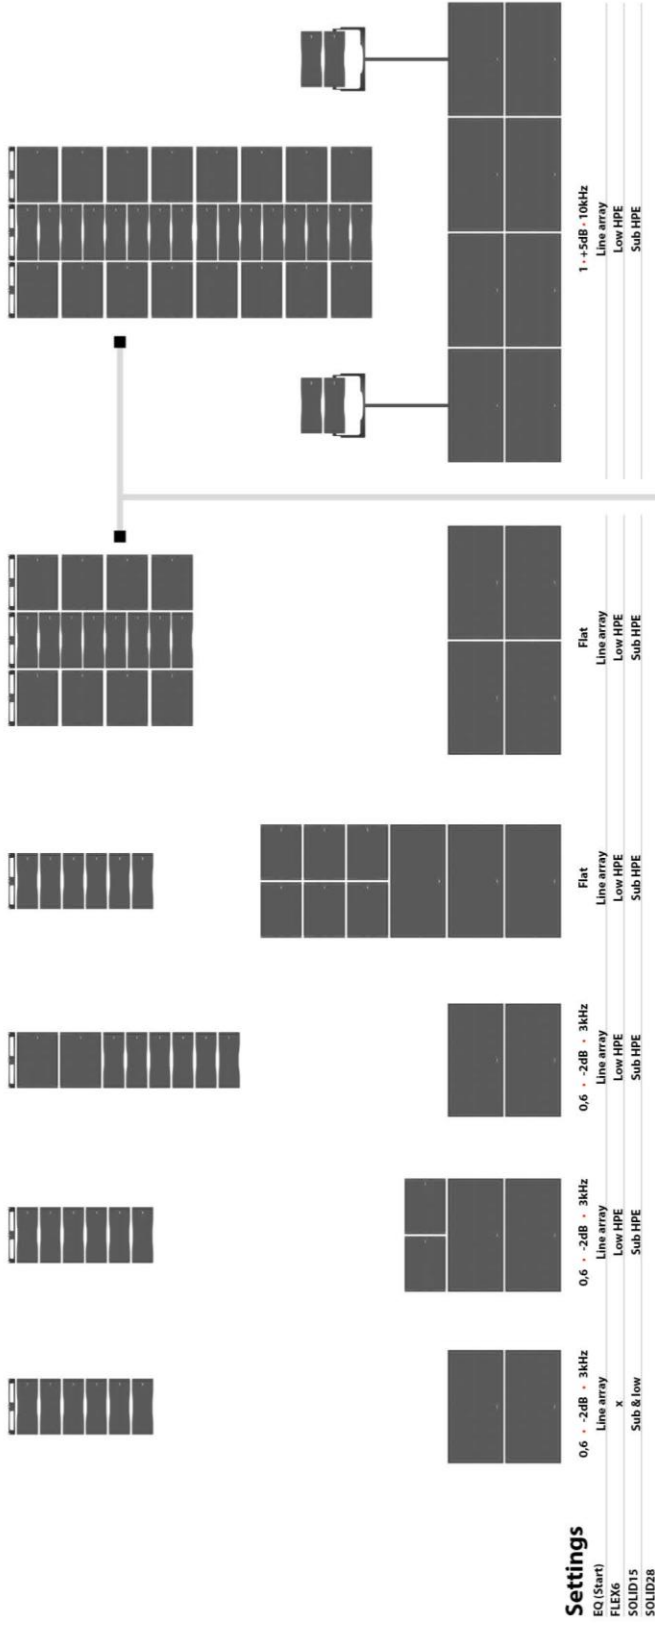 Settings
EQ (Start) 0,6 • -2dB • 3kHz 0,6 • -2dB • 3kHz 0,6 • -2dB • 3kHz Flat Flat 1 • +5dB • 10kHz
FLEX6 Line array Line array Line array Line array Line array Line array
SOLID15 x Low HPE Low HPE Low HPE Low HPE Low HPE
SOLID28 Sub & low Sub HPE Sub HPE Sub HPE Sub HPE Sub HPE